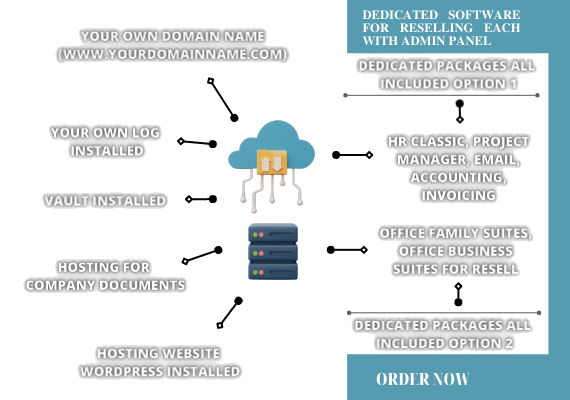 YOUR OWN DOMAIN NAME
(WWW.YOURDOMAINNAME.COM)
YOUR OWN LOG
INSTALLED
VAULT INSTALLED
HOSTING FOR
COMPANY DOCUMENTS
HOSTING WEBSITE
WORDPRESS INSTALLED
DEDICATED SOFTWARE
FOR RESELLING EACH
WITH ADMIN PANEL
DEDICATED PACKAGES ALL
INCLUDED OPTION 1
HR CLASSIC, PROJECT
MANAGER, EMAIL,
ACCOUNTING,
INVOICING
OFFICE FAMILY SUITES,
OFFICE BUSINESS
SUITES FOR RESELL
DEDICATED PACKAGES ALL
INCLUDED OPTION 2
ORDER NOW